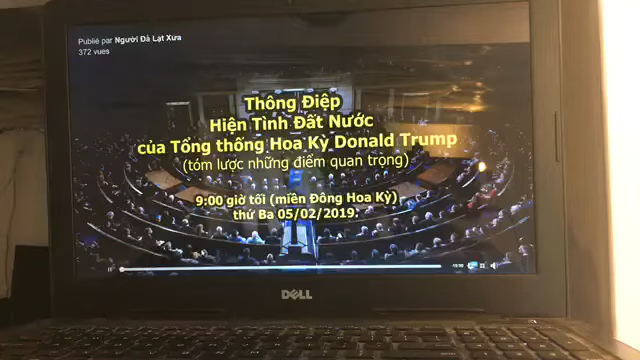 Publié par Người Đà Lạt Xưa
372 vues
Thông Điệp
Hiện Tình Đất Nước
của Tổng thống Hoa Kỳ Donald Trump
(tóm lược những điểm quan trọng)
9:00 giờ tối (miền Đông Hoa Kỳ)
thứ Ba 05/02/2019.
DELL